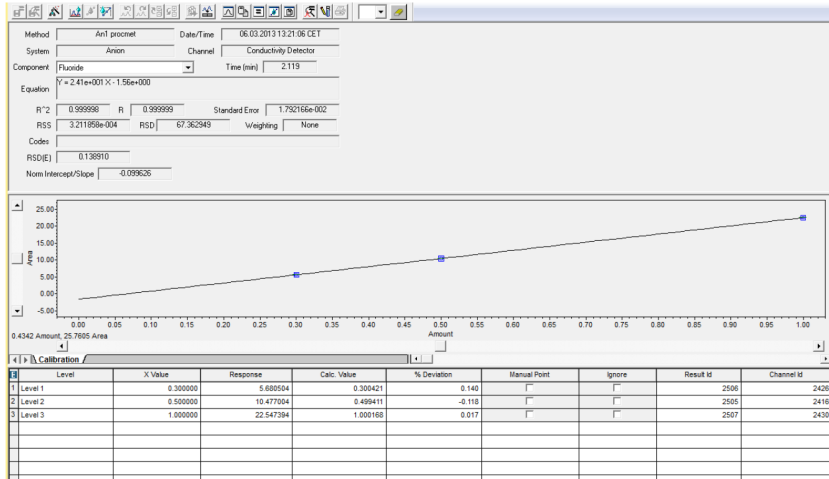 Method An1 procmet Date/Time 06.03.2013 13:21:06 CET
System Anion Channel Conductivity Detector
Component Fluoride Time (min) 2.119
Equation Y = 2.41e+001 X - 1.56e+000
R^2 0.999998 R 0.999999 Standard Error 1.792166e-002
RSS 3.211858e-004 RSD 67.362949 Weighting None
Codes
RSD(E) 0.138910
Norm Intercept/Slope -0.099626
25.00
20.00
15.00
10.00
5.00
0.00
-5.00
Area
0.00 0.05 0.10 0.15 0.20 0.25 0.30 0.35 0.40 0.45 0.50 0.55 0.60 0.65 0.70 0.75 0.80 0.85 0.90 0.95 1.00
Amount
0.4342 Amount, 25.7605 Area
Calibration
Level X Value Response Calc. Value % Deviation Manual Point Ignore Result Id Channel Id
1 Level 1 0.300000 5.680504 0.300421 0.140 2506 2426
2 Level 2 0.500000 10.477004 0.499411 -0.118 2505 2416
3 Level 3 1.000000 22.547394 1.000168 0.017 2507 2430